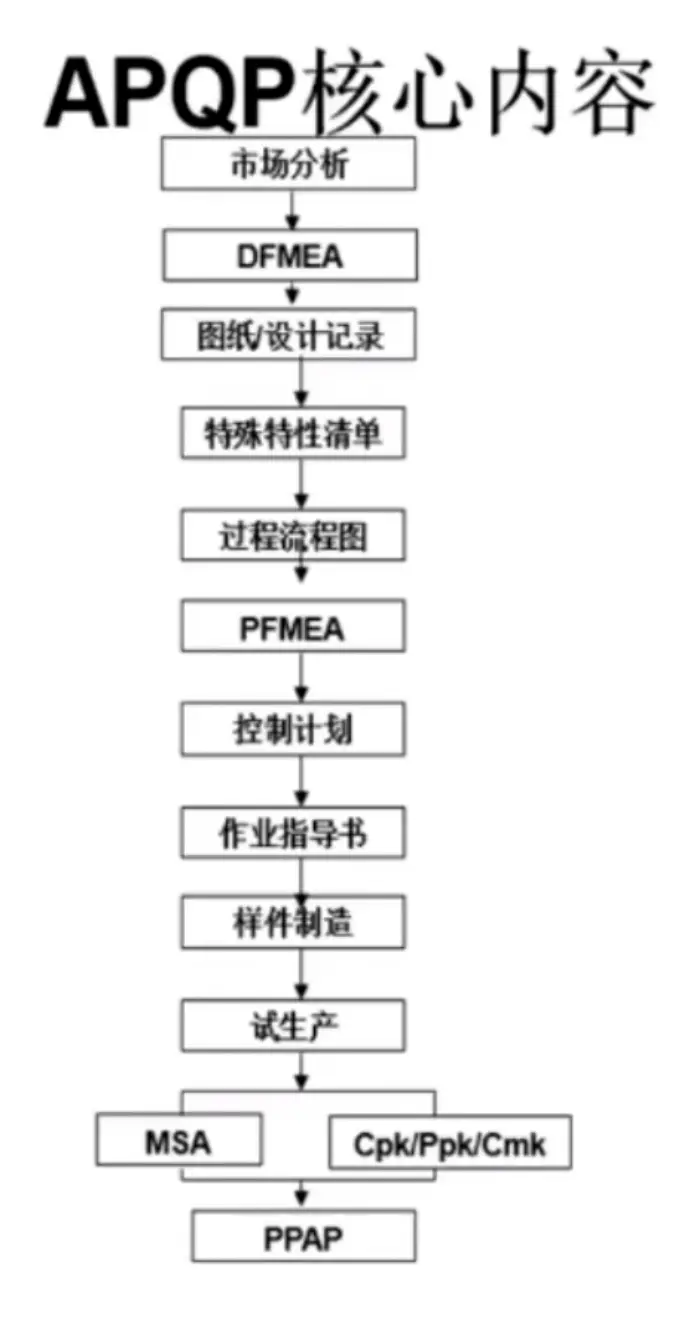 APQP核心内容
市场分析
DFMEA
图纸/设计记录
特殊特性清单
过程流程图
PFMEA
控制计划
作业指导书
样件制造
试生产
MSA
Cpk/Ppk/Cmk
PPAP